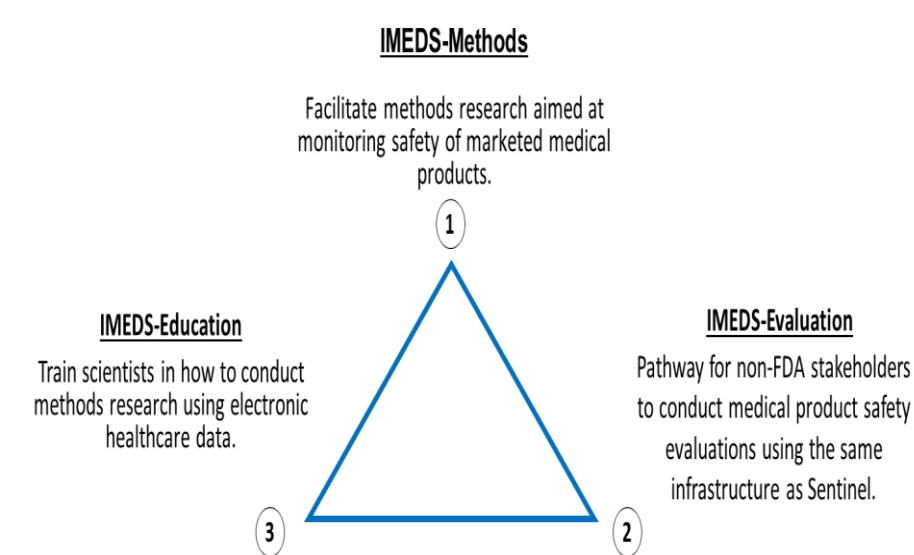 IMEDS-Methods
Facilitate methods research aimed at
monitoring safety of marketed medical
products.
1
IMEDS-Education
Train scientists in how to conduct
methods research using electronic
healthcare data.
IMEDS-Evaluation
Pathway for non-FDA stakeholders
to conduct medical product safety
evaluations using the same
infrastructure as Sentinel.
3
2